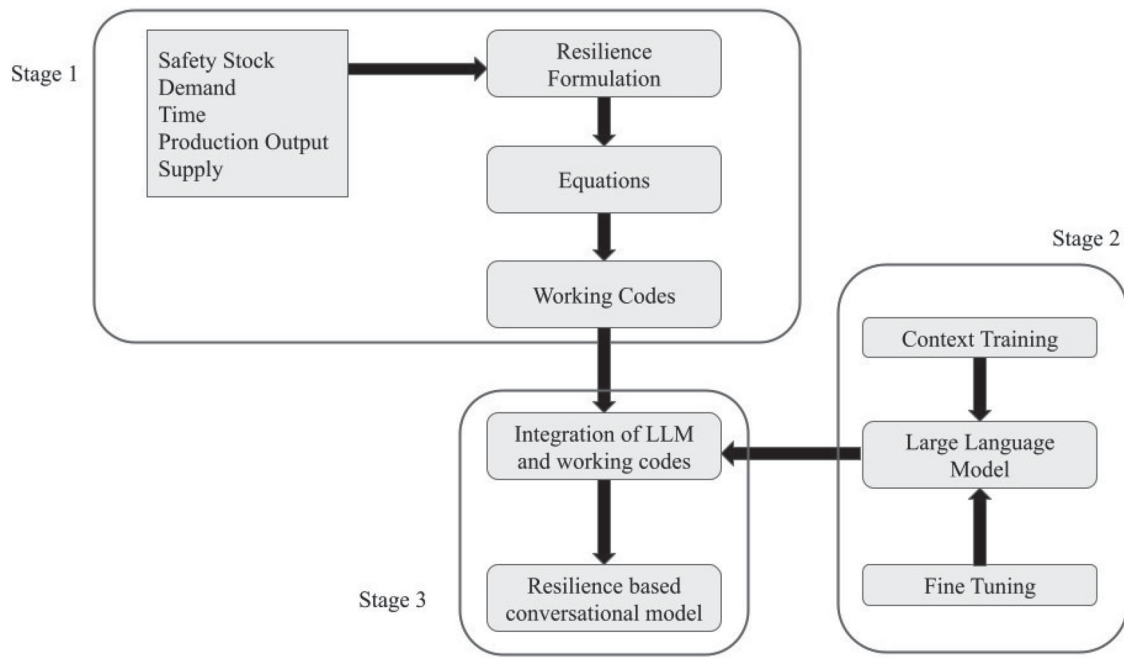 Stage 1
Safety Stock
Demand
Time
Production Output
Supply
Resilience
Formulation
Equations
Working Codes
Stage 2
Context Training
Large Language
Model
Fine Tuning
Integration of LLM
and working codes
Stage 3
Resilience based
conversational model